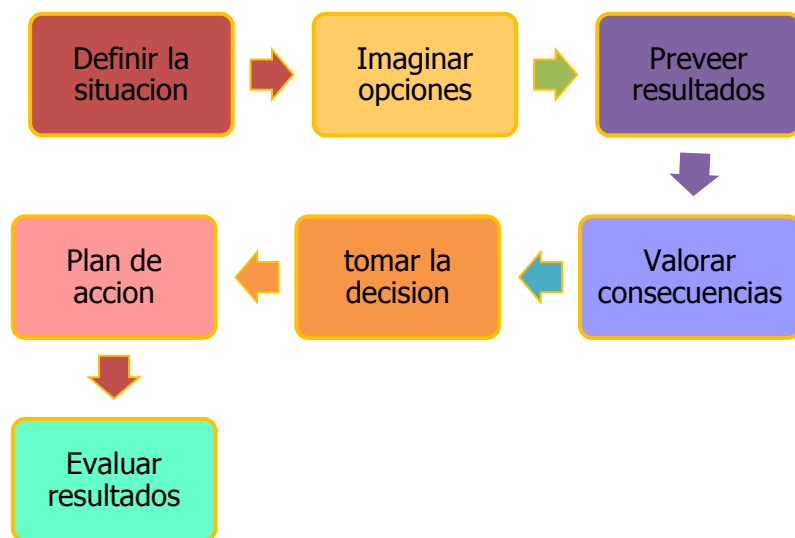 Definir la
situacion
Imaginar
opciones
Preveer
resultados
Valorar
consecuencias
tomar la
decision
Plan de
accion
Evaluar
resultados